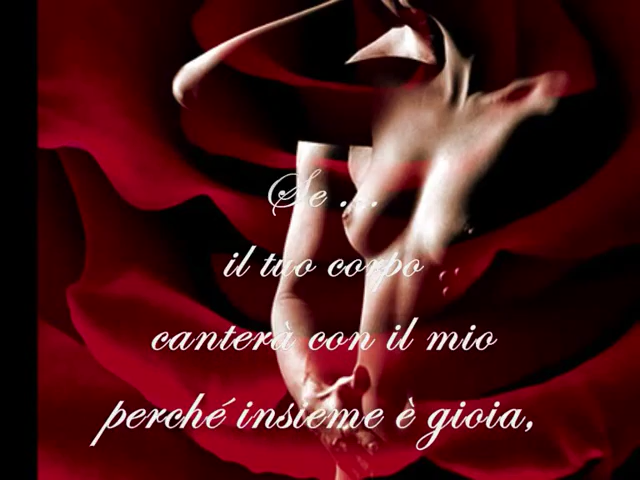 Se ...
il tuo corpo
canterà con il mio
perché insieme è gioia,